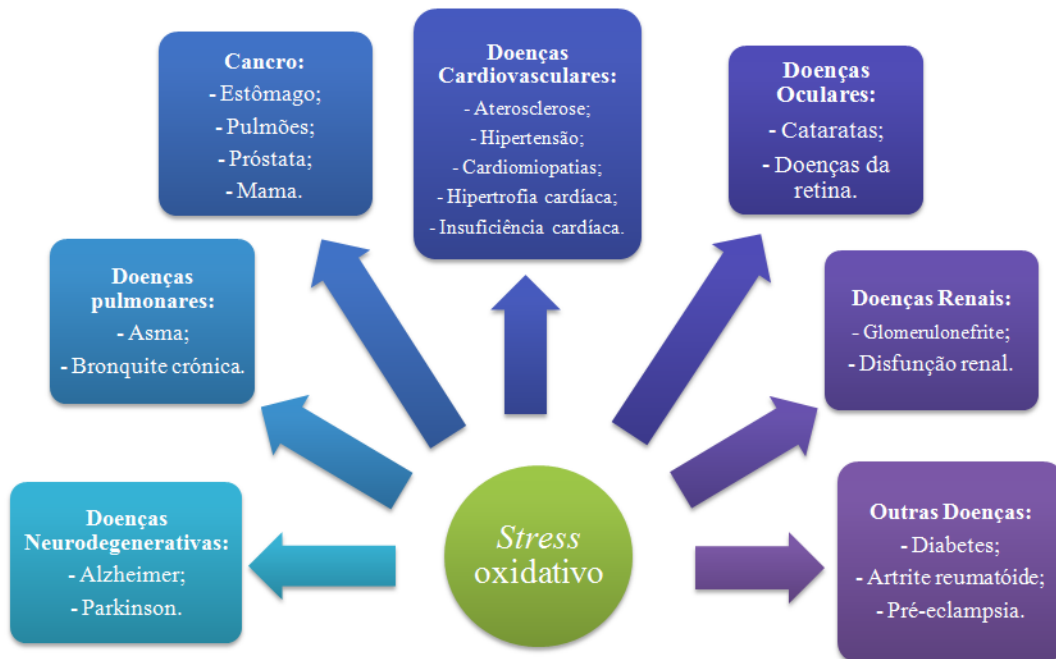 Cancro:
- Estômago;
- Pulmões;
- Próstata;
- Mama.
Doenças
Cardiovasculares:
- Aterosclerose;
- Hipertensão;
- Cardiomiopatias;
- Hipertrofia cardíaca;
- Insuficiência cardíaca.
Doenças
Oculares:
- Cataratas;
- Doenças da
retina.
Doenças
pulmonares:
- Asma;
- Bronquite crónica.
Doenças Renais:
- Glomerulonefrite;
- Disfunção renal.
Doenças
Neurodegenerativas:
- Alzheimer;
- Parkinson.
Stress
oxidativo
Outras Doenças:
- Diabetes;
- Artrite reumatóide;
- Pré-eclampsia.